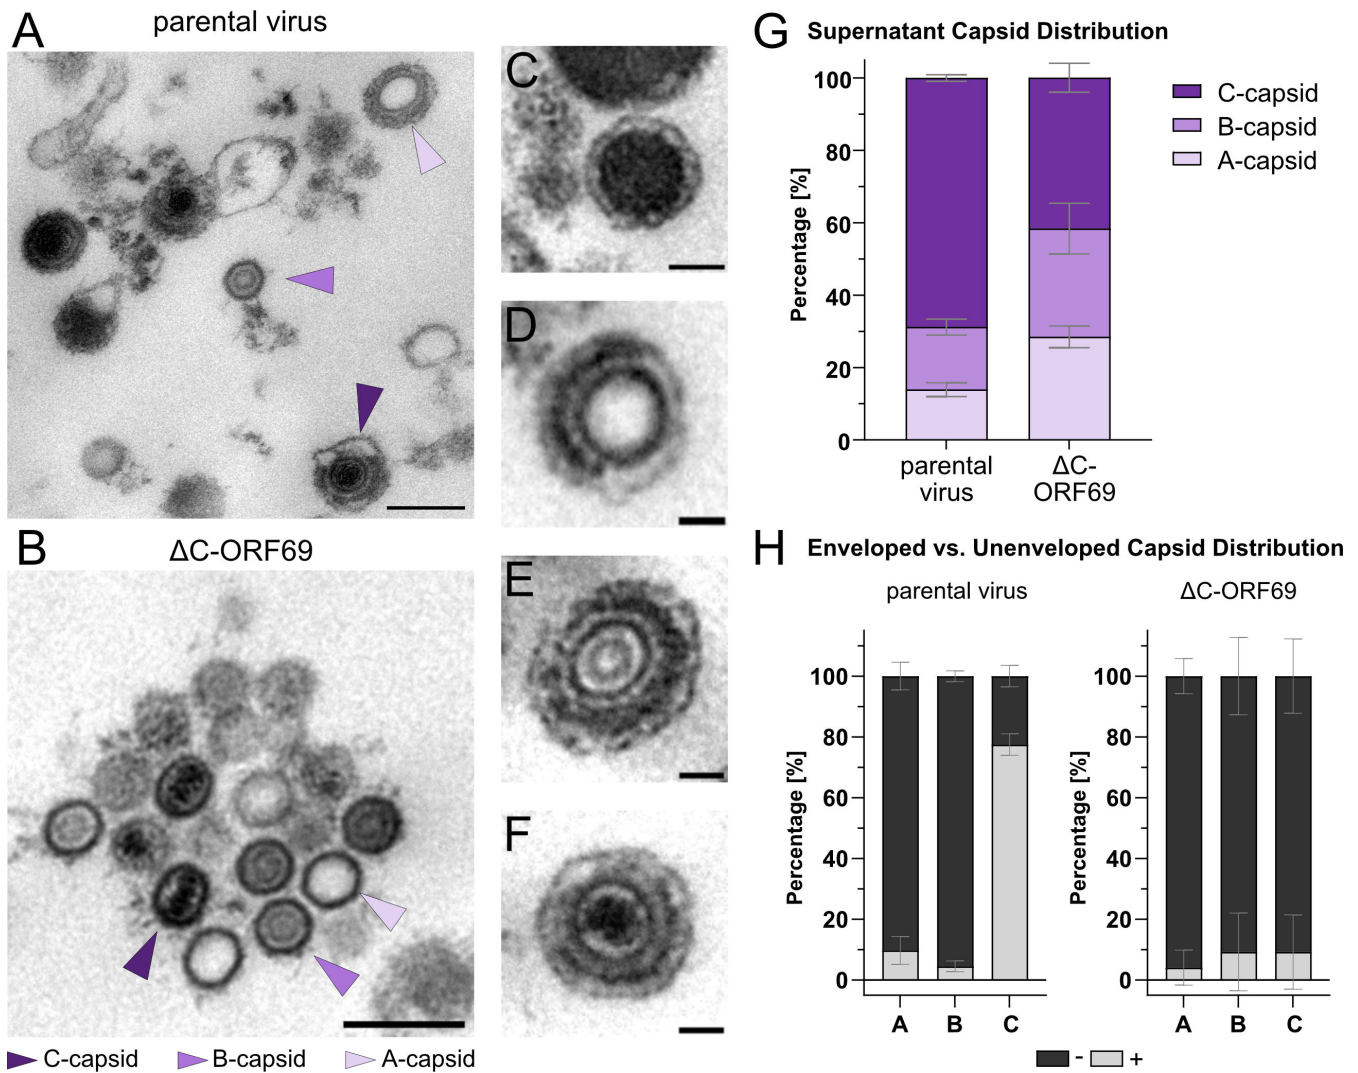 A
parental virus
B
ΔC-ORF69
C-capsid
B-capsid
A-capsid
C
D
E
F
G
Supernatant Capsid Distribution
Percentage [%]
100
80
60
40
20
0
parental
virus
ΔC-
ORF69
C-capsid
B-capsid
A-capsid
H
Enveloped vs. Unenveloped Capsid Distribution
parental virus
Percentage [%]
100
80
60
40
20
0
A B C
ΔC-ORF69
Percentage [%]
100
80
60
40
20
0
A B C
- +